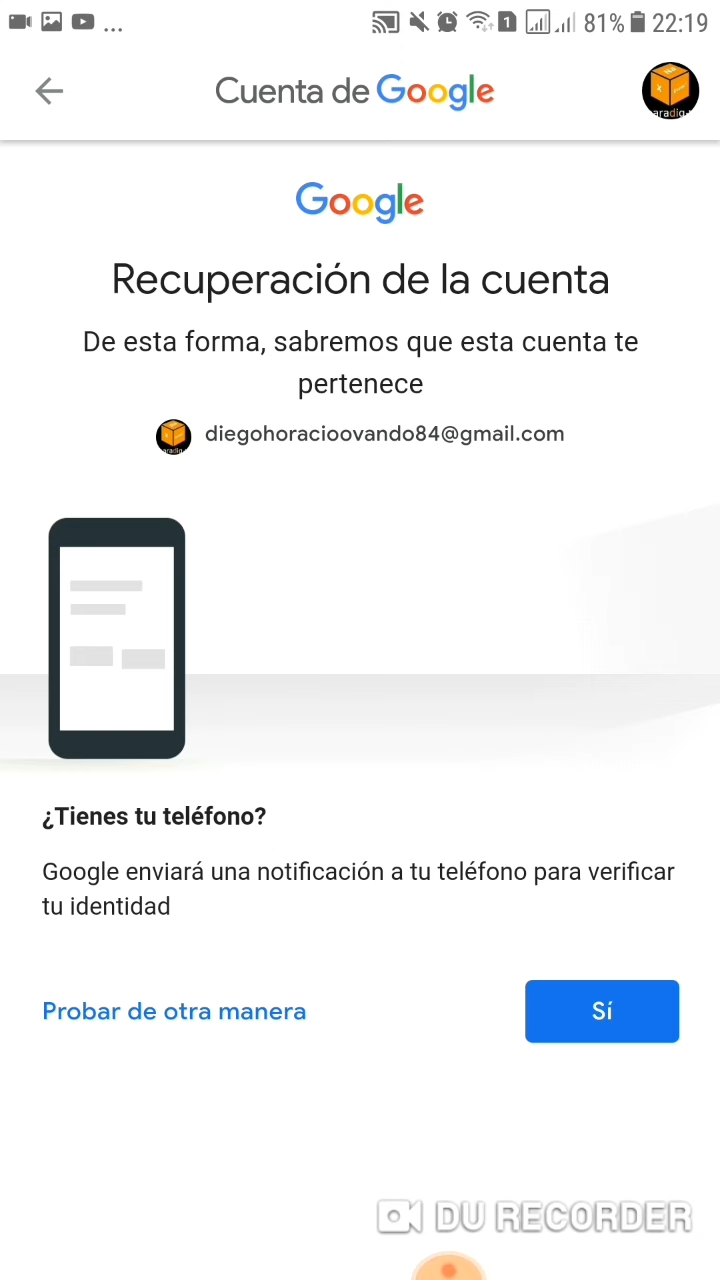 ... 1 81% 22:19
Cuenta de Google
Google
Recuperación de la cuenta
De esta forma, sabremos que esta cuenta te
pertenece
diegohoracioovando84@gmail.com
¿Tienes tu teléfono?
Google enviará una notificación a tu teléfono para verificar
tu identidad
Probar de otra manera
Sí
DU RECORDER